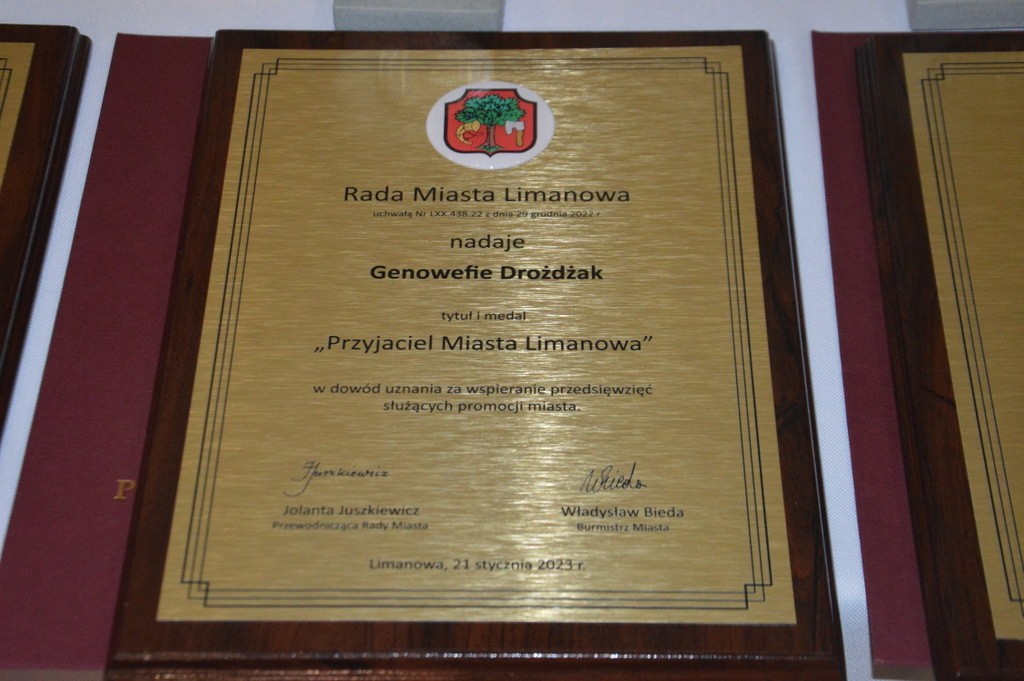 Rada Miasta Limanowa
uchwałą Nr LXX.438.22 z dnia 29 grudnia 2022 r.
nadaje
Genowefie Drożdżak
tytuł i medal
„Przyjaciel Miasta Limanowa”
w dowód uznania za wspieranie przedsięwzięć
służących promocji miasta.
JJuszkiewicz
Jolanta Juszkiewicz
Przewodnicząca Rady Miasta
WBieda
Władysław Bieda
Burmistrz Miasta
Limanowa, 21 stycznia 2023 r.
P